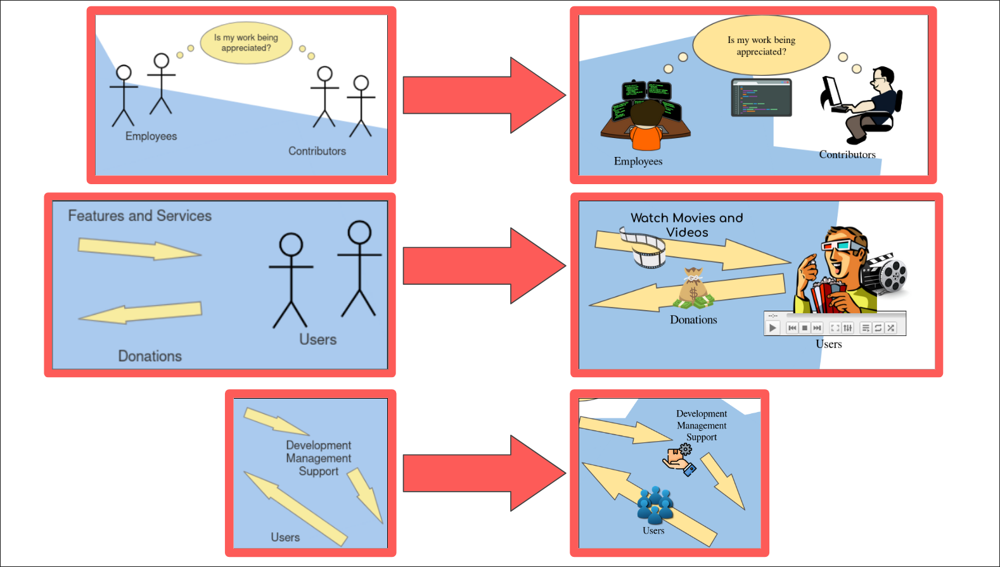 Is my work being
appreciated?
Employees
Contributors
Is my work being
appreciated?
Employees
Contributors
Features and Services
Donations
Users
Watch Movies and
Videos
Donations
--:--
Users
Development
Management
Support
Users
Development
Management
Support
Users